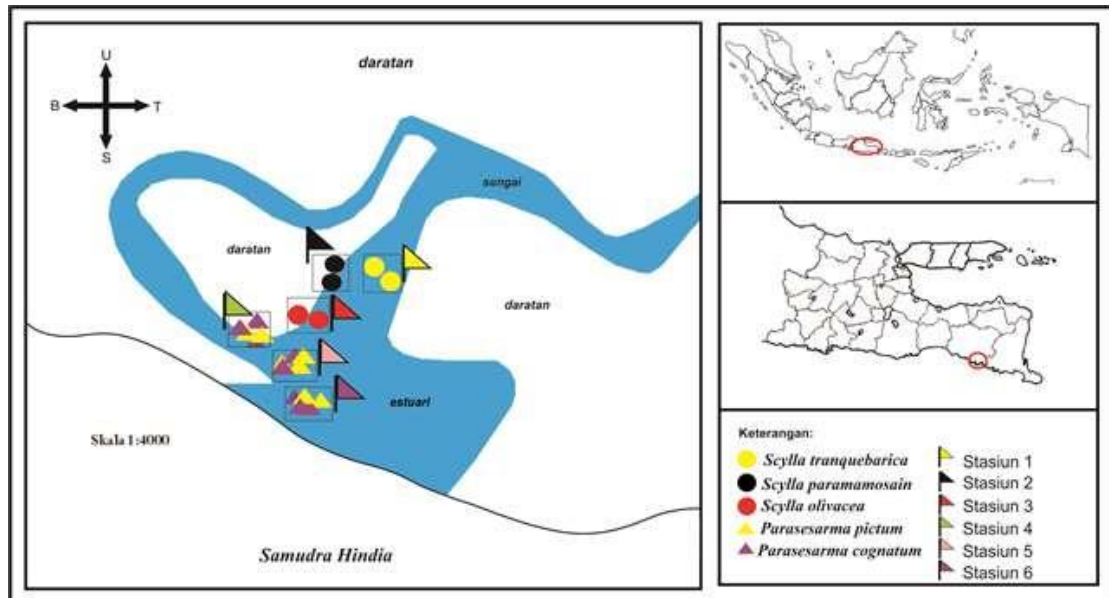 daratan
U
B T
S
sungai
daratan
daratan
estuari
Skala 1:4000
Samudra Hindia
Keterangan:
Scylla tranquebarica
Scylla paramamosain
Scylla olivacea
Parasesarma pictum
Parasesarma cognatum
Stasiun 1
Stasiun 2
Stasiun 3
Stasiun 4
Stasiun 5
Stasiun 6